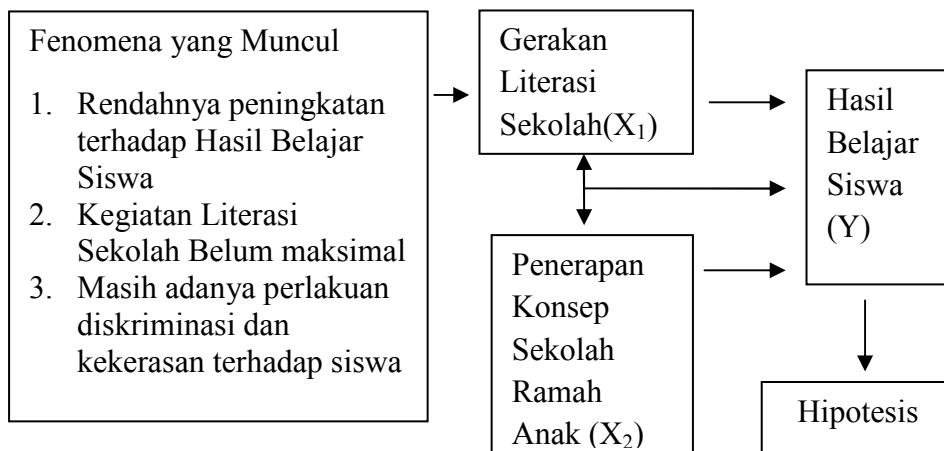 Fenomena yang Muncul
1. Rendahnya peningkatan
terhadap Hasil Belajar
Siswa
2. Kegiatan Literasi
Sekolah Belum maksimal
3. Masih adanya perlakuan
diskriminasi dan
kekerasan terhadap siswa
Gerakan
Literasi
Sekolah(X₁)
Penerapan
Konsep
Sekolah
Ramah
Anak (X₂)
Hasil
Belajar
Siswa
(Y)
Hipotesis